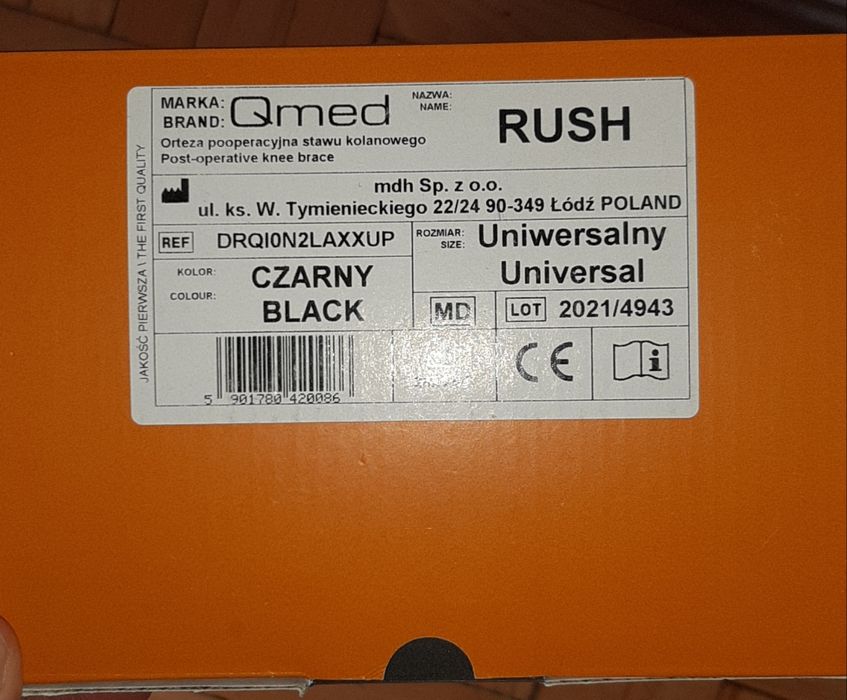 JAKOŚĆ PIERWSZA \ THE FIRST QUALITY
MARKA:
BRAND:
Qmed
NAZWA:
NAME:
RUSH
Orteza pooperacyjna stawu kolanowego
Post-operative knee brace
mdh Sp. z o.o.
ul. ks. W. Tymienieckiego 22/24 90-349 Łódź POLAND
REF DRQI0N2LAXXUP
ROZMIAR:
SIZE:
Uniwersalny
Universal
KOLOR:
COLOUR:
CZARNY
BLACK
MD
LOT 2021/4943
5 901780 420086
CE
i